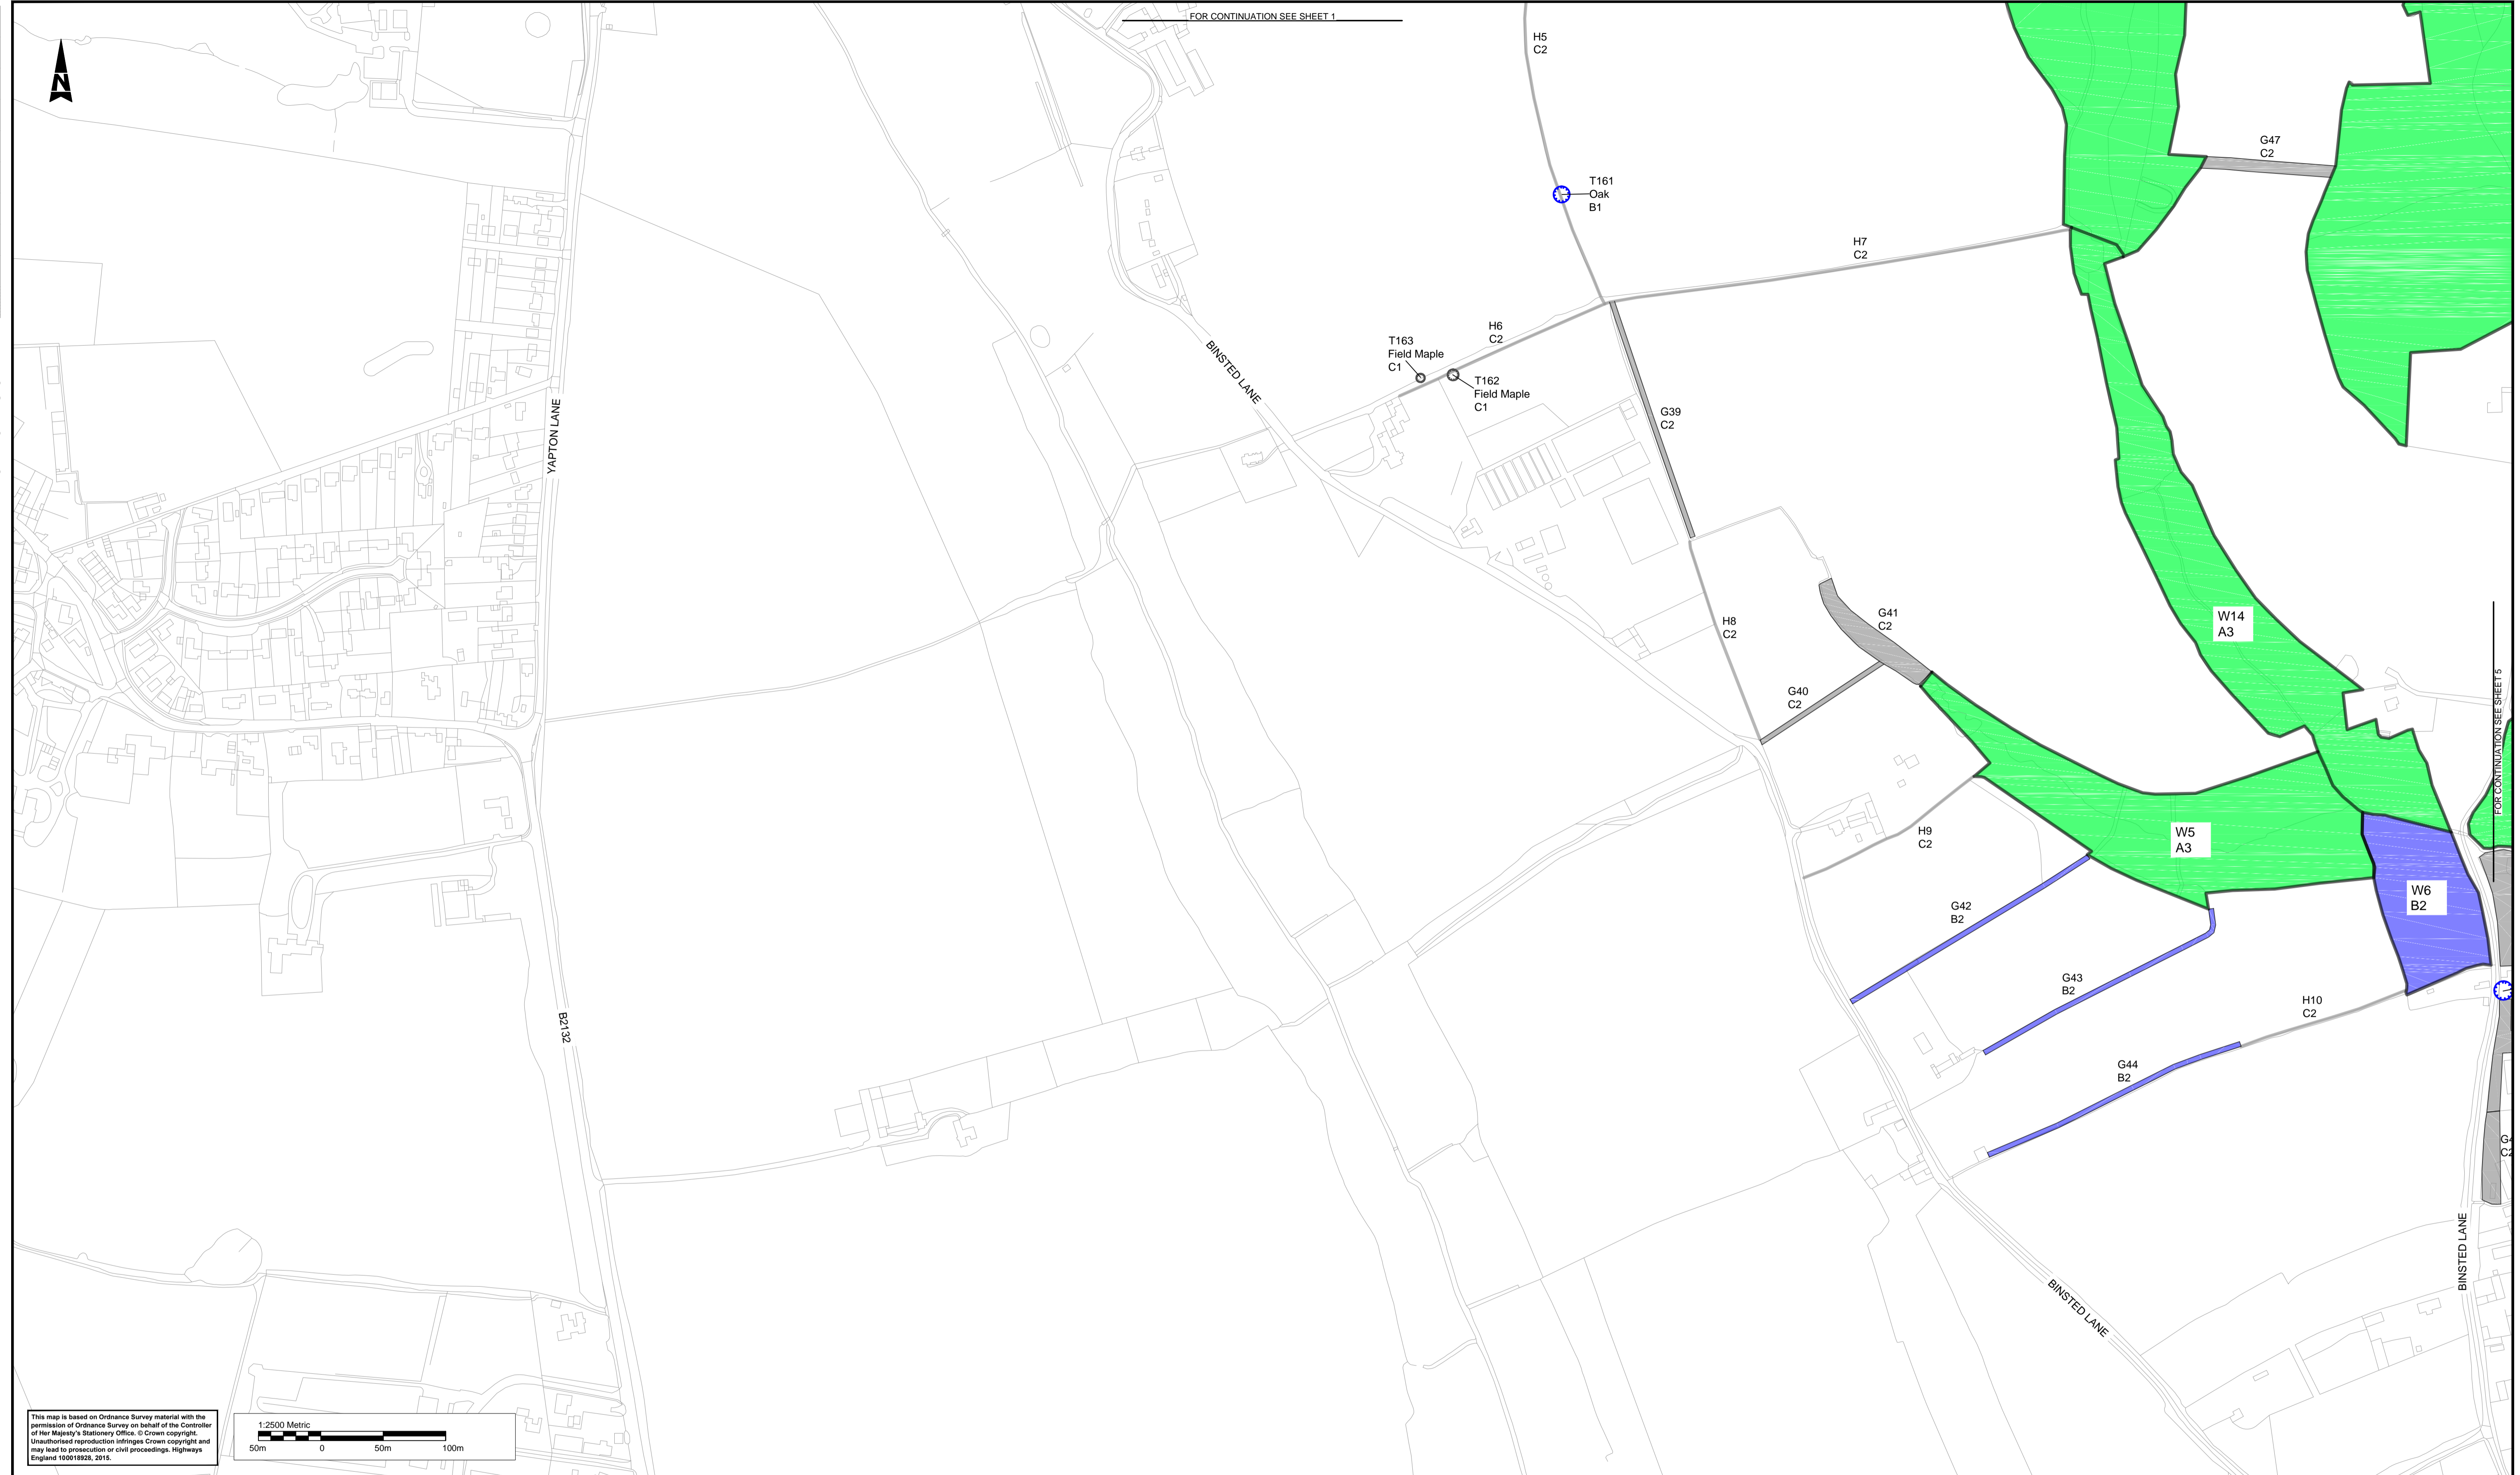 FOR CONTINUATION SEE SHEET 1
N
H5
C2
G47
C2
T161
Oak
B1
H7
C2
H6
C2
T163
Field Maple
C1
T162
Field Maple
C1
BINSTED LANE
YAPTON LANE
G39
C2
H8
C2
G41
C2
W14
A3
G40
C2
FOR CONTINUATION SEE SHEET 5
H9
C2
W5
A3
W6
B2
G42
B2
G43
B2
H10
C2
B2132
G44
B2
G4
C2
BINSTED LANE
BINSTED LANE
This map is based on Ordnance Survey material with the
permission of Ordnance Survey on behalf of the Controller
of Her Majesty's Stationery Office. © Crown copyright.
Unauthorised reproduction infringes Crown copyright and
may lead to prosecution or civil proceedings. Highways
England 100018928, 2015.
1:2500 Metric
50m 0 50m 100m